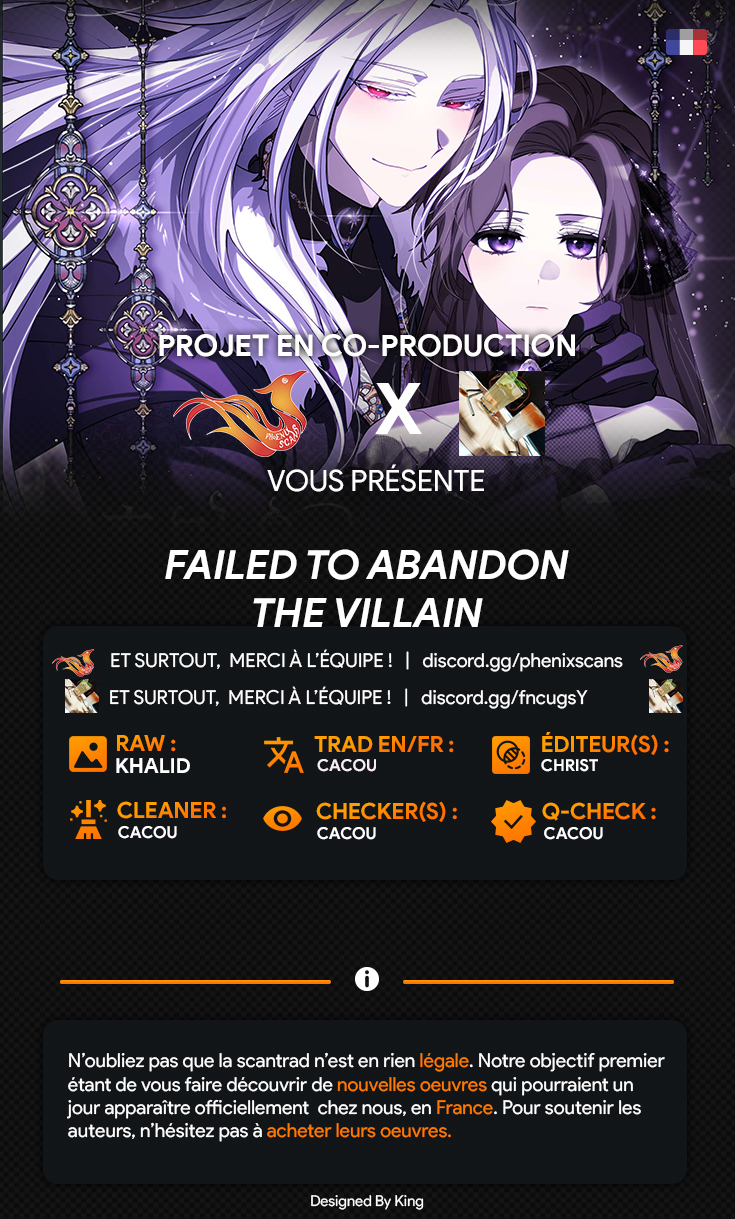 PROJET EN CO-PRODUCTION
PHOENIX SCANS
X
VOUS PRÉSENTE
FAILED TO ABANDON
THE VILLAIN
ET SURTOUT, MERCI À L'ÉQUIPE ! | discord.gg/phenixscans
ET SURTOUT, MERCI À L'ÉQUIPE ! | discord.gg/fncugsY
RAW :
KHALID
TRAD EN/FR :
CACOU
ÉDITEUR(S) :
CHRIST
CLEANER :
CACOU
CHECKER(S) :
CACOU
Q-CHECK :
CACOU
N'oubliez pas que la scantrad n'est en rien légale. Notre objectif premier
étant de vous faire découvrir de nouvelles oeuvres qui pourraient un
jour apparaître officiellement chez nous, en France. Pour soutenir les
auteurs, n'hésitez pas à acheter leurs oeuvres.
Designed By King